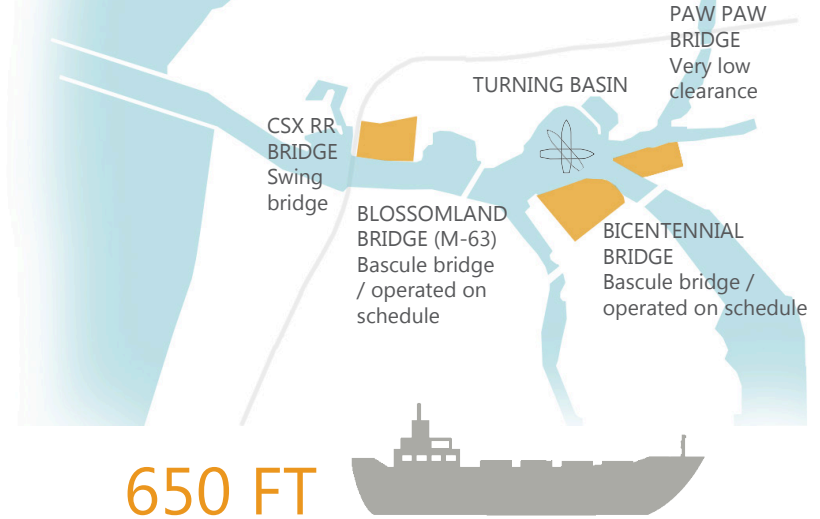 PAW PAW
BRIDGE
Very low
clearance
TURNING BASIN
CSX RR
BRIDGE
Swing
bridge
BLOSSOMLAND
BRIDGE (M-63)
Bascule bridge
/ operated on
schedule
BICENTENNIAL
BRIDGE
Bascule bridge /
operated on schedule
650 FT